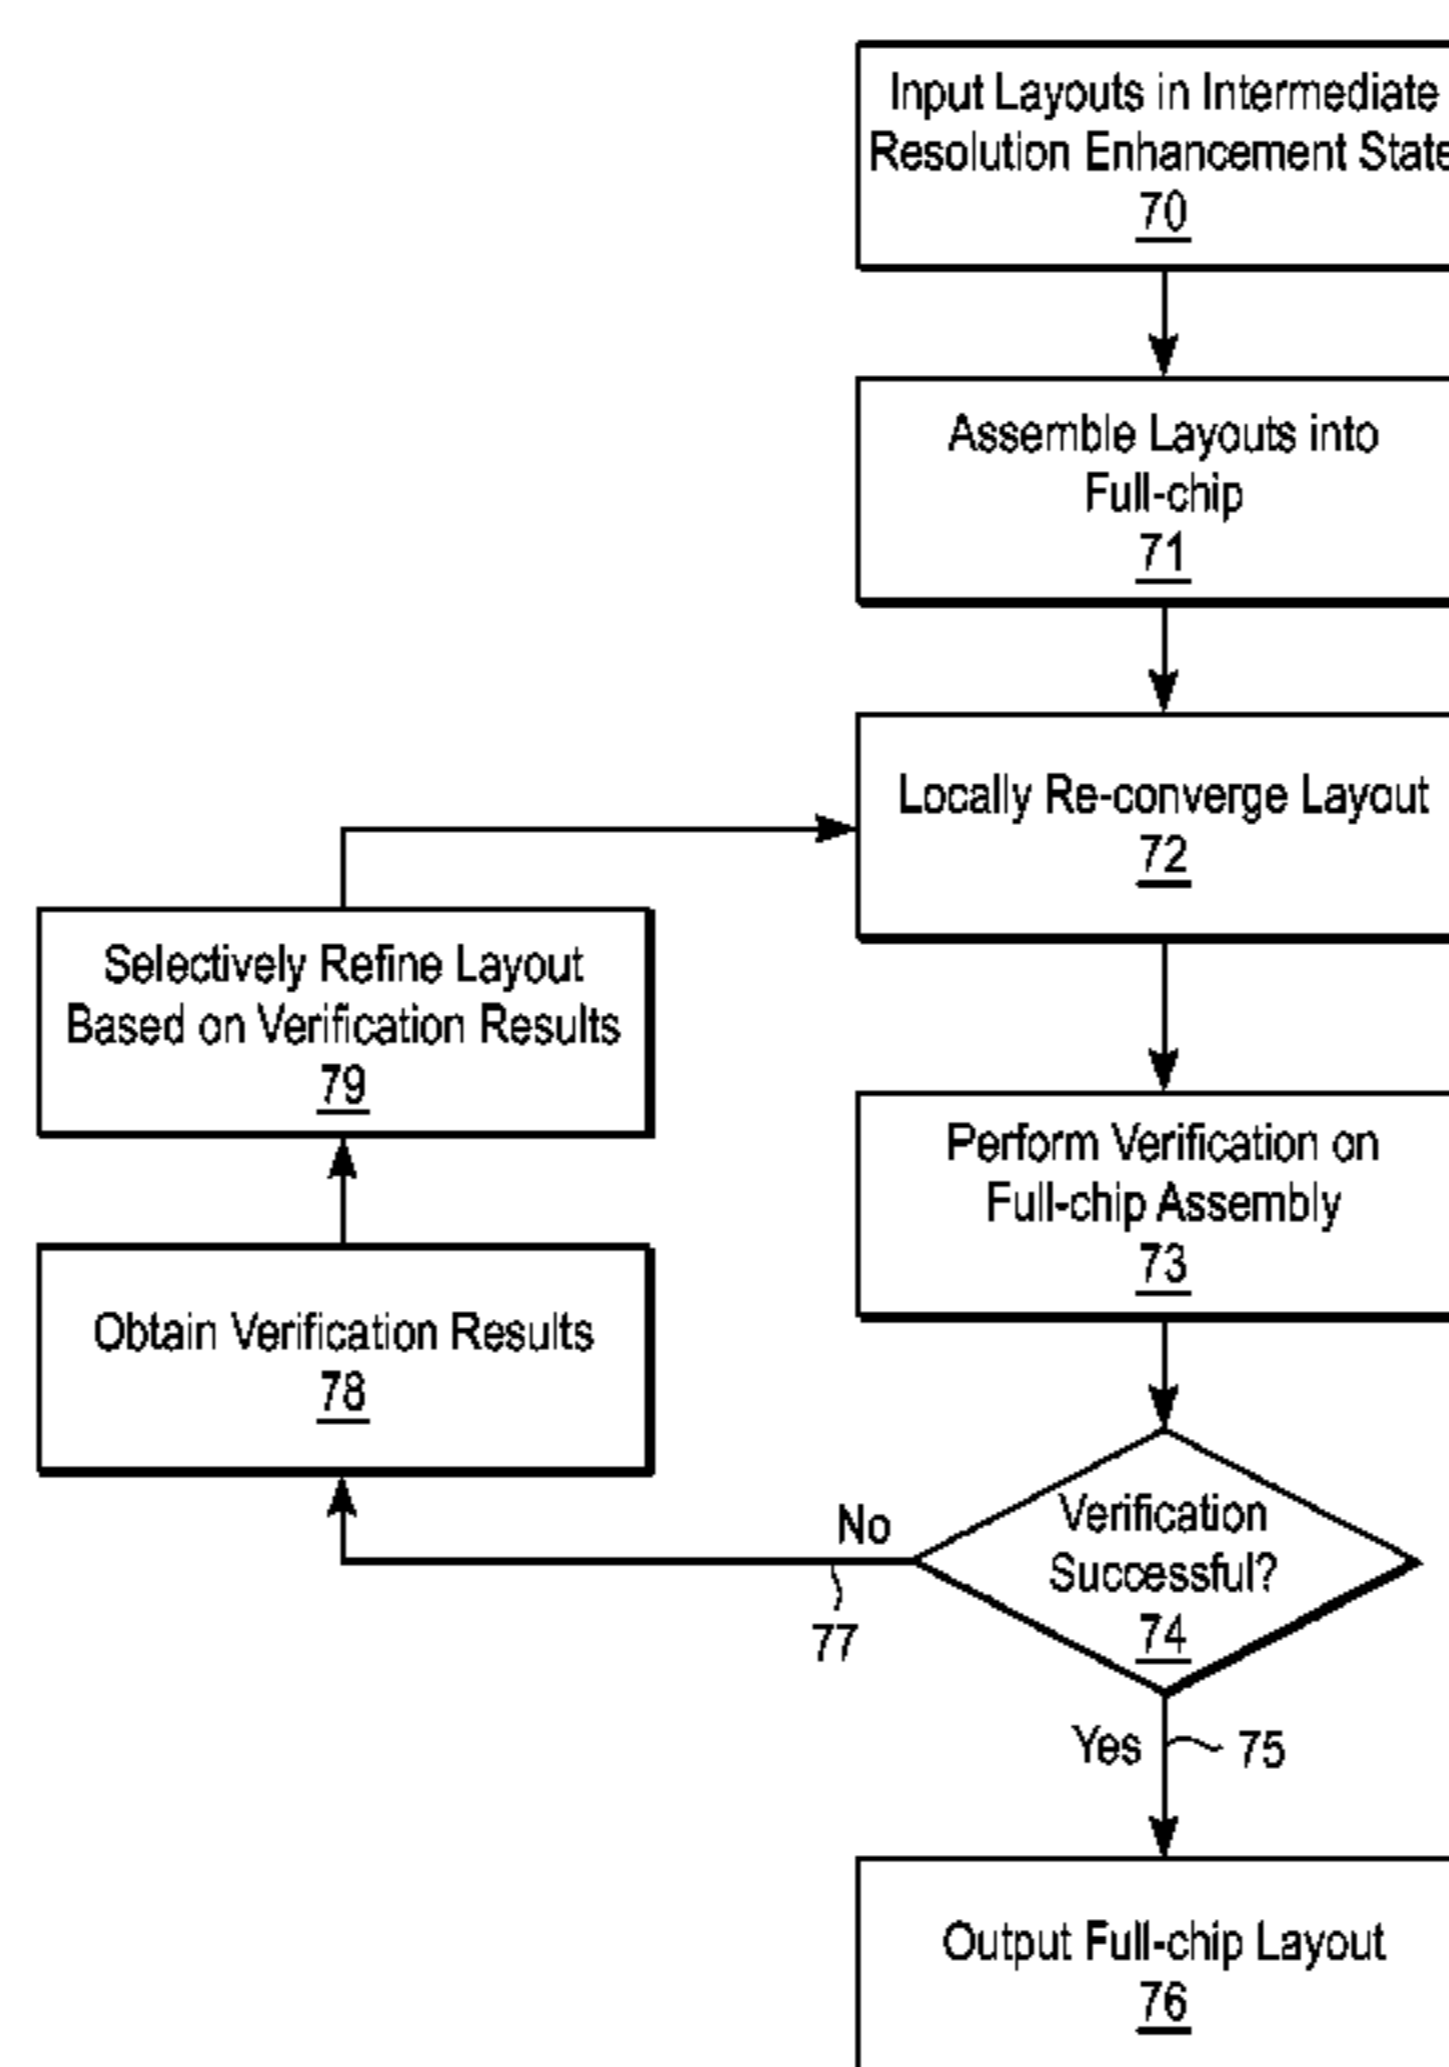 Input Layouts in Intermediate
Resolution Enhancement State
70
Assemble Layouts into
Full-chip
71
Locally Re-converge Layout
72
Selectively Refine Layout
Based on Verification Results
79
Perform Verification on
Full-chip Assembly
73
Obtain Verification Results
78
No
Verification
Successful?
74
77
Yes
75
Output Full-chip Layout
76